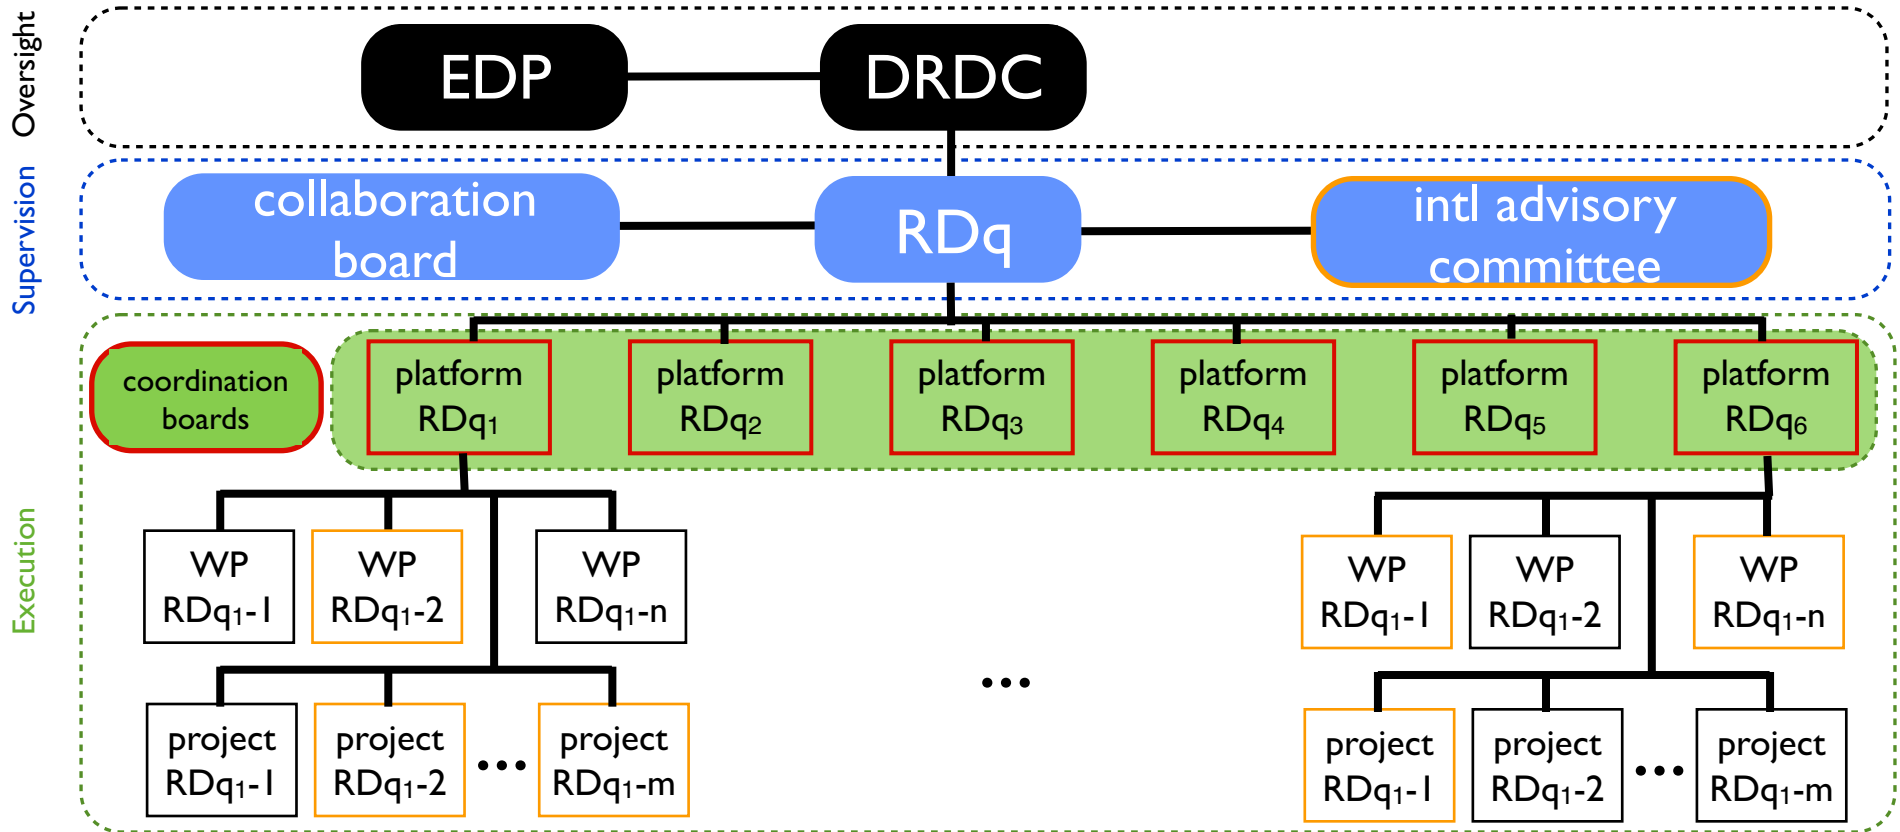 Oversight
EDP
DRDC
Supervision
collaboration
board
RDq
intl advisory
committee
Execution
coordination
boards
platform
RDq₁
platform
RDq₂
platform
RDq₃
platform
RDq₄
platform
RDq₅
platform
RDq₆
WP
RDq₁-1
WP
RDq₁-2
WP
RDq₁-n
WP
RDq₁-1
WP
RDq₁-2
WP
RDq₁-n
...
project
RDq₁-1
project
RDq₁-2
...
project
RDq₁-m
project
RDq₁-1
project
RDq₁-2
...
project
RDq₁-m